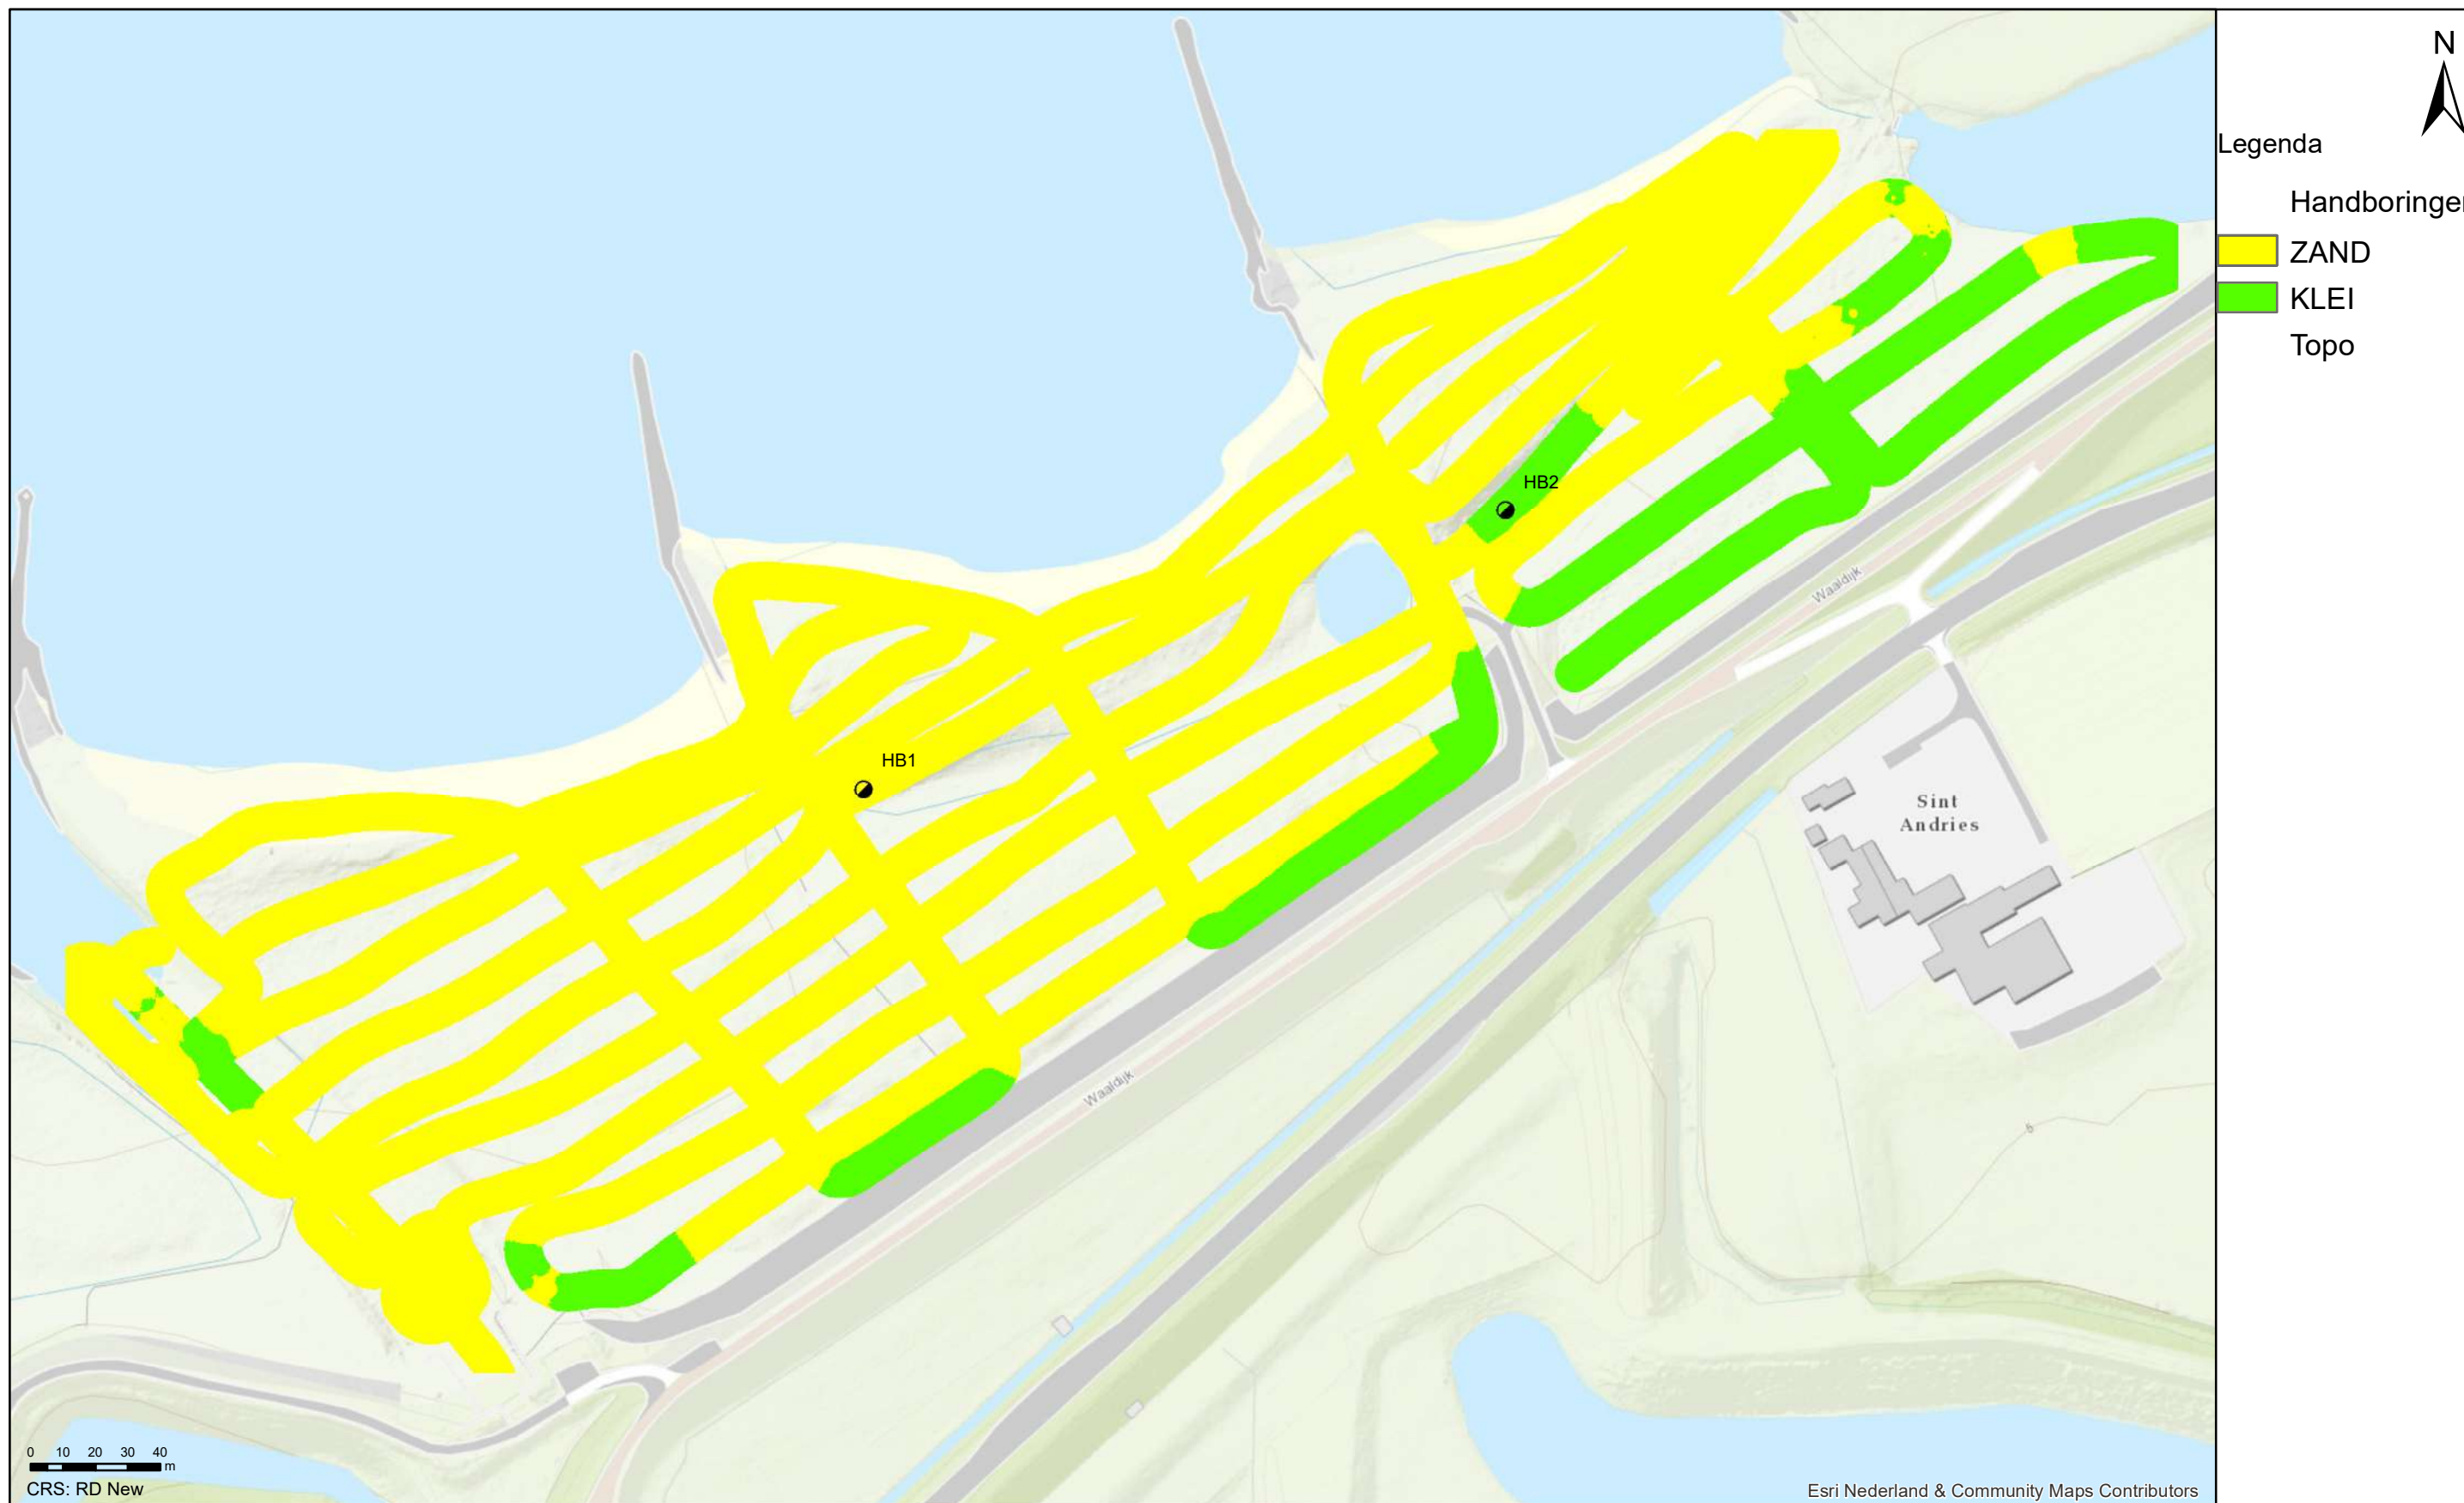 N
Legenda
Handboringen
ZAND
KLEI
Topo
HB2
Waaldijk
HB1
Sint
Andries
Waaldijk
0 10 20 30 40
m
CRS: RD New
Esri Nederland & Community Maps Contributors